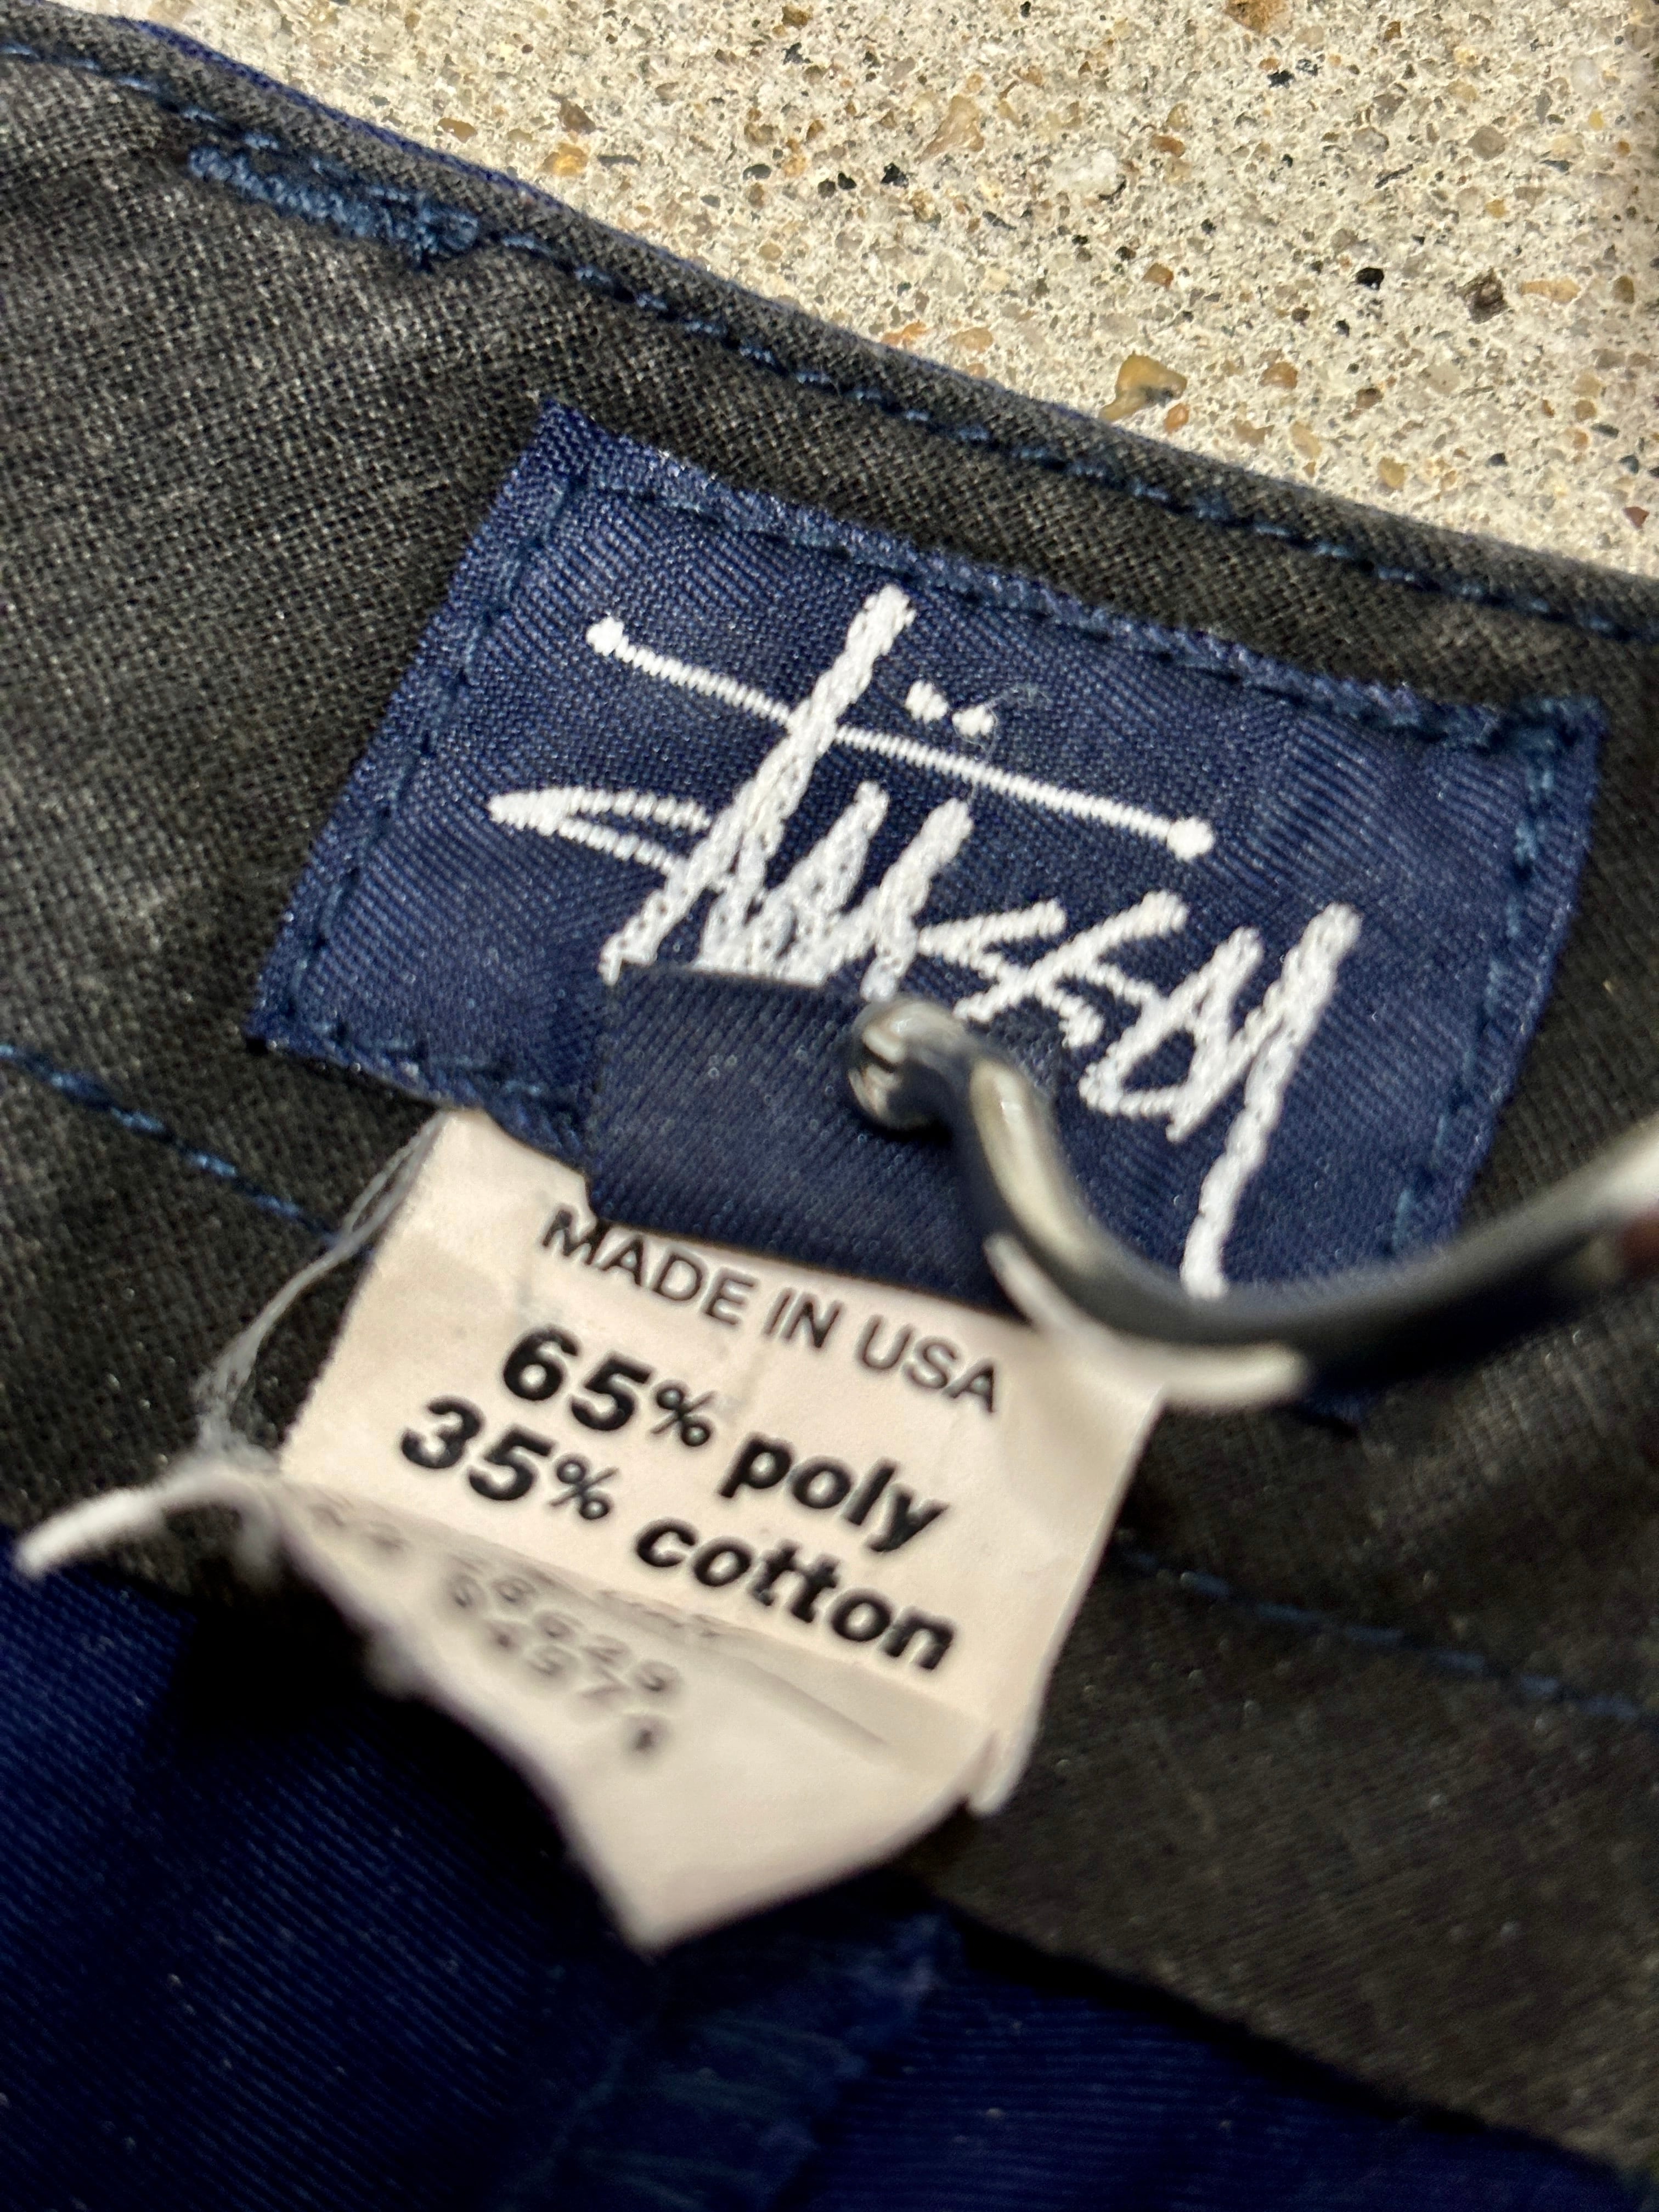 Stüssy
MADE IN USA
65% poly
35% cotton